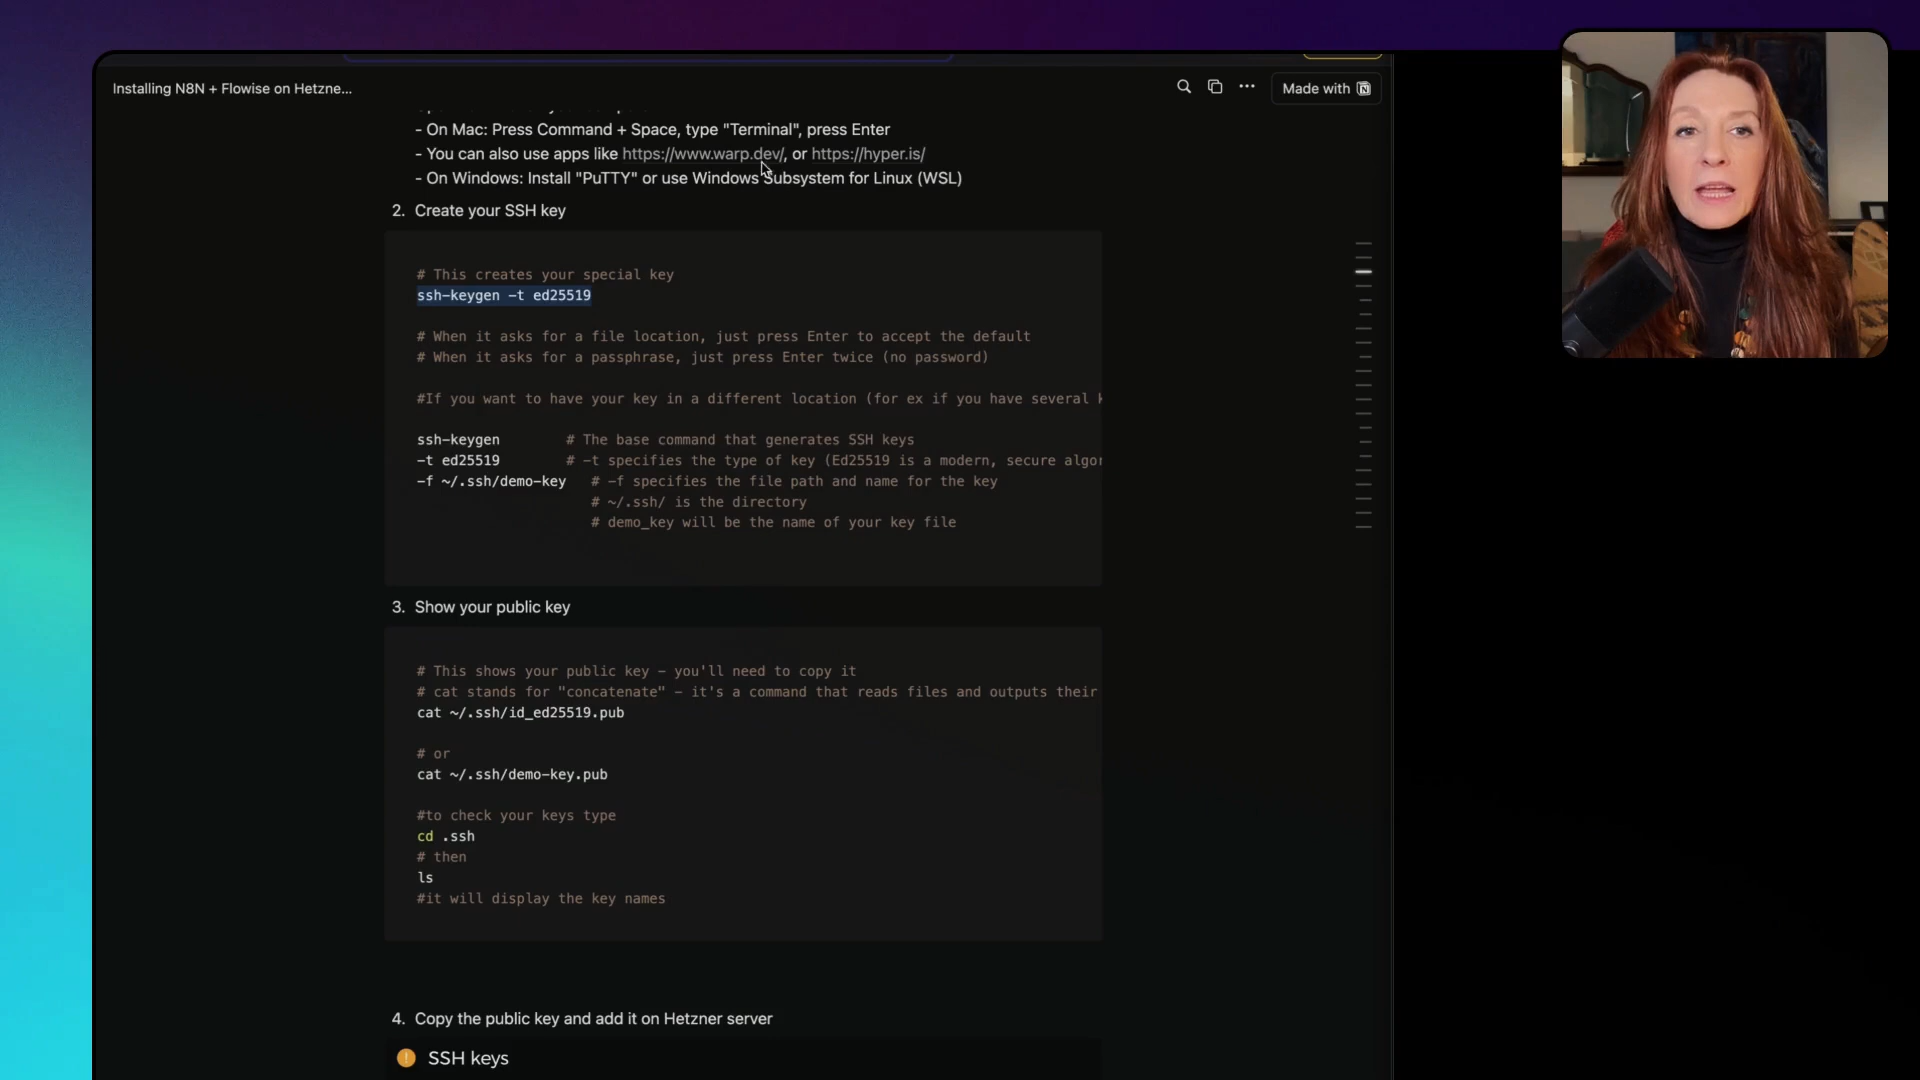 Installing N8N + Flowise on Hetzne...
Made with
- On Mac: Press Command + Space, type "Terminal", press Enter
- You can also use apps like https://www.warp.dev/, or https://hyper.is/
- On Windows: Install "PuTTY" or use Windows Subsystem for Linux (WSL)
2. Create your SSH key
# This creates your special key
ssh-keygen -t ed25519
# When it asks for a file location, just press Enter to accept the default
# When it asks for a passphrase, just press Enter twice (no password)
#If you want to have your key in a different location (for ex if you have several k
ssh-keygen # The base command that generates SSH keys
-t ed25519 # -t specifies the type of key (Ed25519 is a modern, secure algor
-f ~/.ssh/demo-key # -f specifies the file path and name for the key
# ~/.ssh/ is the directory
# demo_key will be the name of your key file
3. Show your public key
# This shows your public key - you'll need to copy it
# cat stands for "concatenate" - it's a command that reads files and outputs their
cat ~/.ssh/id_ed25519.pub
# or
cat ~/.ssh/demo-key.pub
#to check your keys type
cd .ssh
# then
ls
#it will display the key names
4. Copy the public key and add it on Hetzner server
SSH keys